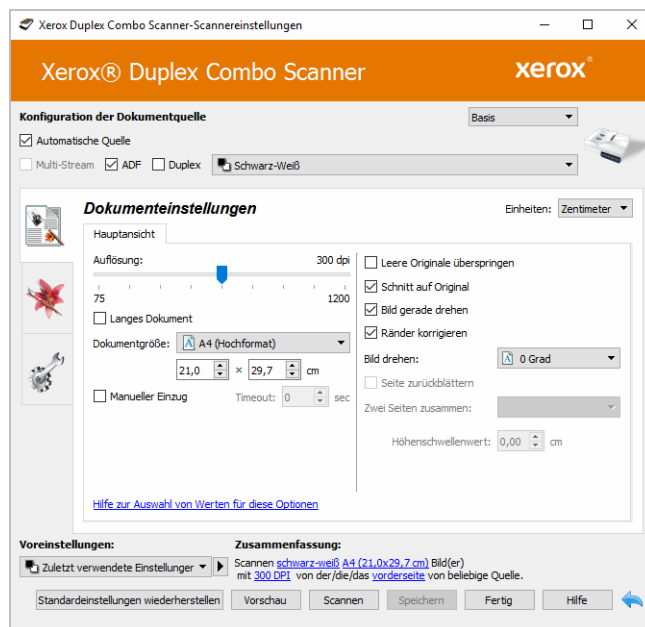 Xerox Duplex Combo Scanner-Scannereinstellungen
Xerox® Duplex Combo Scanner
xerox®
Konfiguration der Dokumentquelle
Basis
Automatische Quelle
Multi-Stream ADF Duplex Schwarz-Weiß
Dokumenteinstellungen
Einheiten: Zentimeter
Hauptansicht
Auflösung: 300 dpi
75 1200
Langes Dokument
Dokumentgröße: A4 (Hochformat)
21,0 × 29,7 cm
Manueller Einzug Timeout: 0 sec
Leere Originale überspringen
Schnitt auf Original
Bild gerade drehen
Ränder korrigieren
Bild drehen: 0 Grad
Seite zurückblättern
Zwei Seiten zusammen:
Höhenschwellenwert: 0,00 cm
Hilfe zur Auswahl von Werten für diese Optionen
Voreinstellungen:
Zuletzt verwendete Einstellunger
Zusammenfassung:
Scannen schwarz-weiß A4 (21,0x29,7 cm) Bild(er)
mit 300 DPI von der/die/das vorderseite von beliebige Quelle.
Standardeinstellungen wiederherstellen Vorschau Scannen Speichern Fertig Hilfe